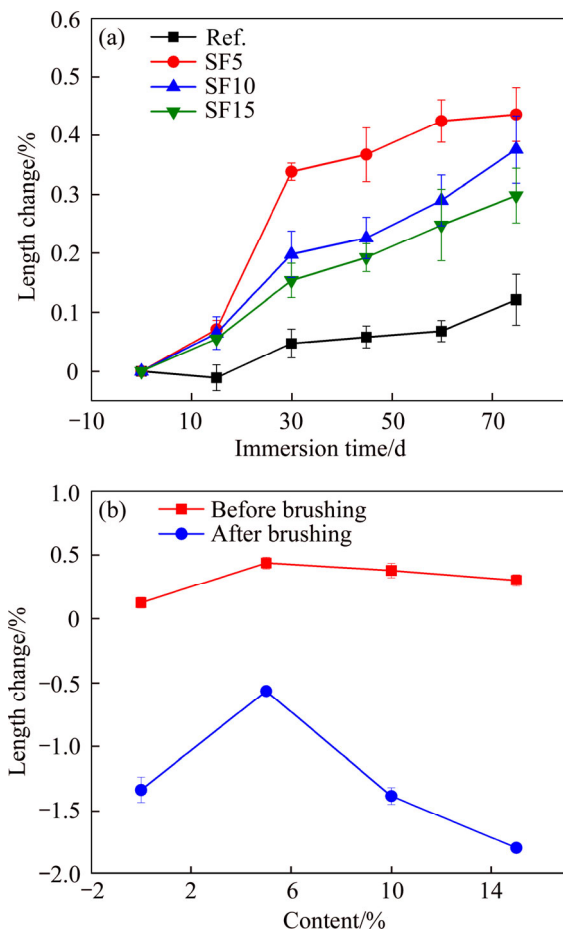 (a)
Ref.
SF5
SF10
SF15
0.6
0.5
0.4
0.3
0.2
0.1
0
Length change/%
−10 10 30 50 70
Immersion time/d
(b)
Before brushing
After brushing
1.0
0.5
0
−0.5
−1.0
−1.5
−2.0
Length change/%
−2 2 6 10 14
Content/%